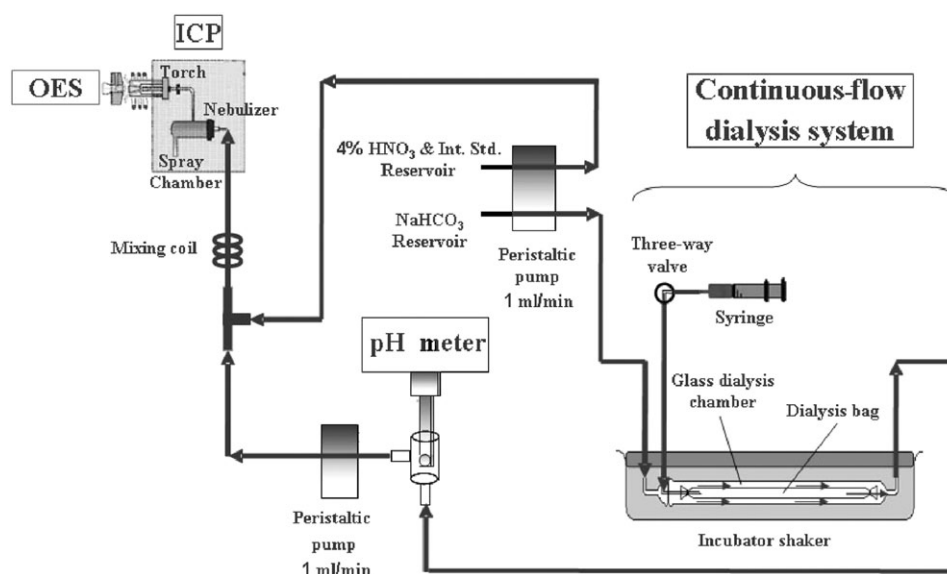 ICP
OES
Torch
Nebulizer
Spray
Chamber
Mixing coil
4% HNO₃ & Int. Std.
Reservoir
NaHCO₃
Reservoir
Peristaltic
pump
1 ml/min
Continuous-flow
dialysis system
Three-way
valve
Syringe
pH meter
Glass dialysis
chamber
Dialysis bag
Peristaltic
pump
1 ml/min
Incubator shaker